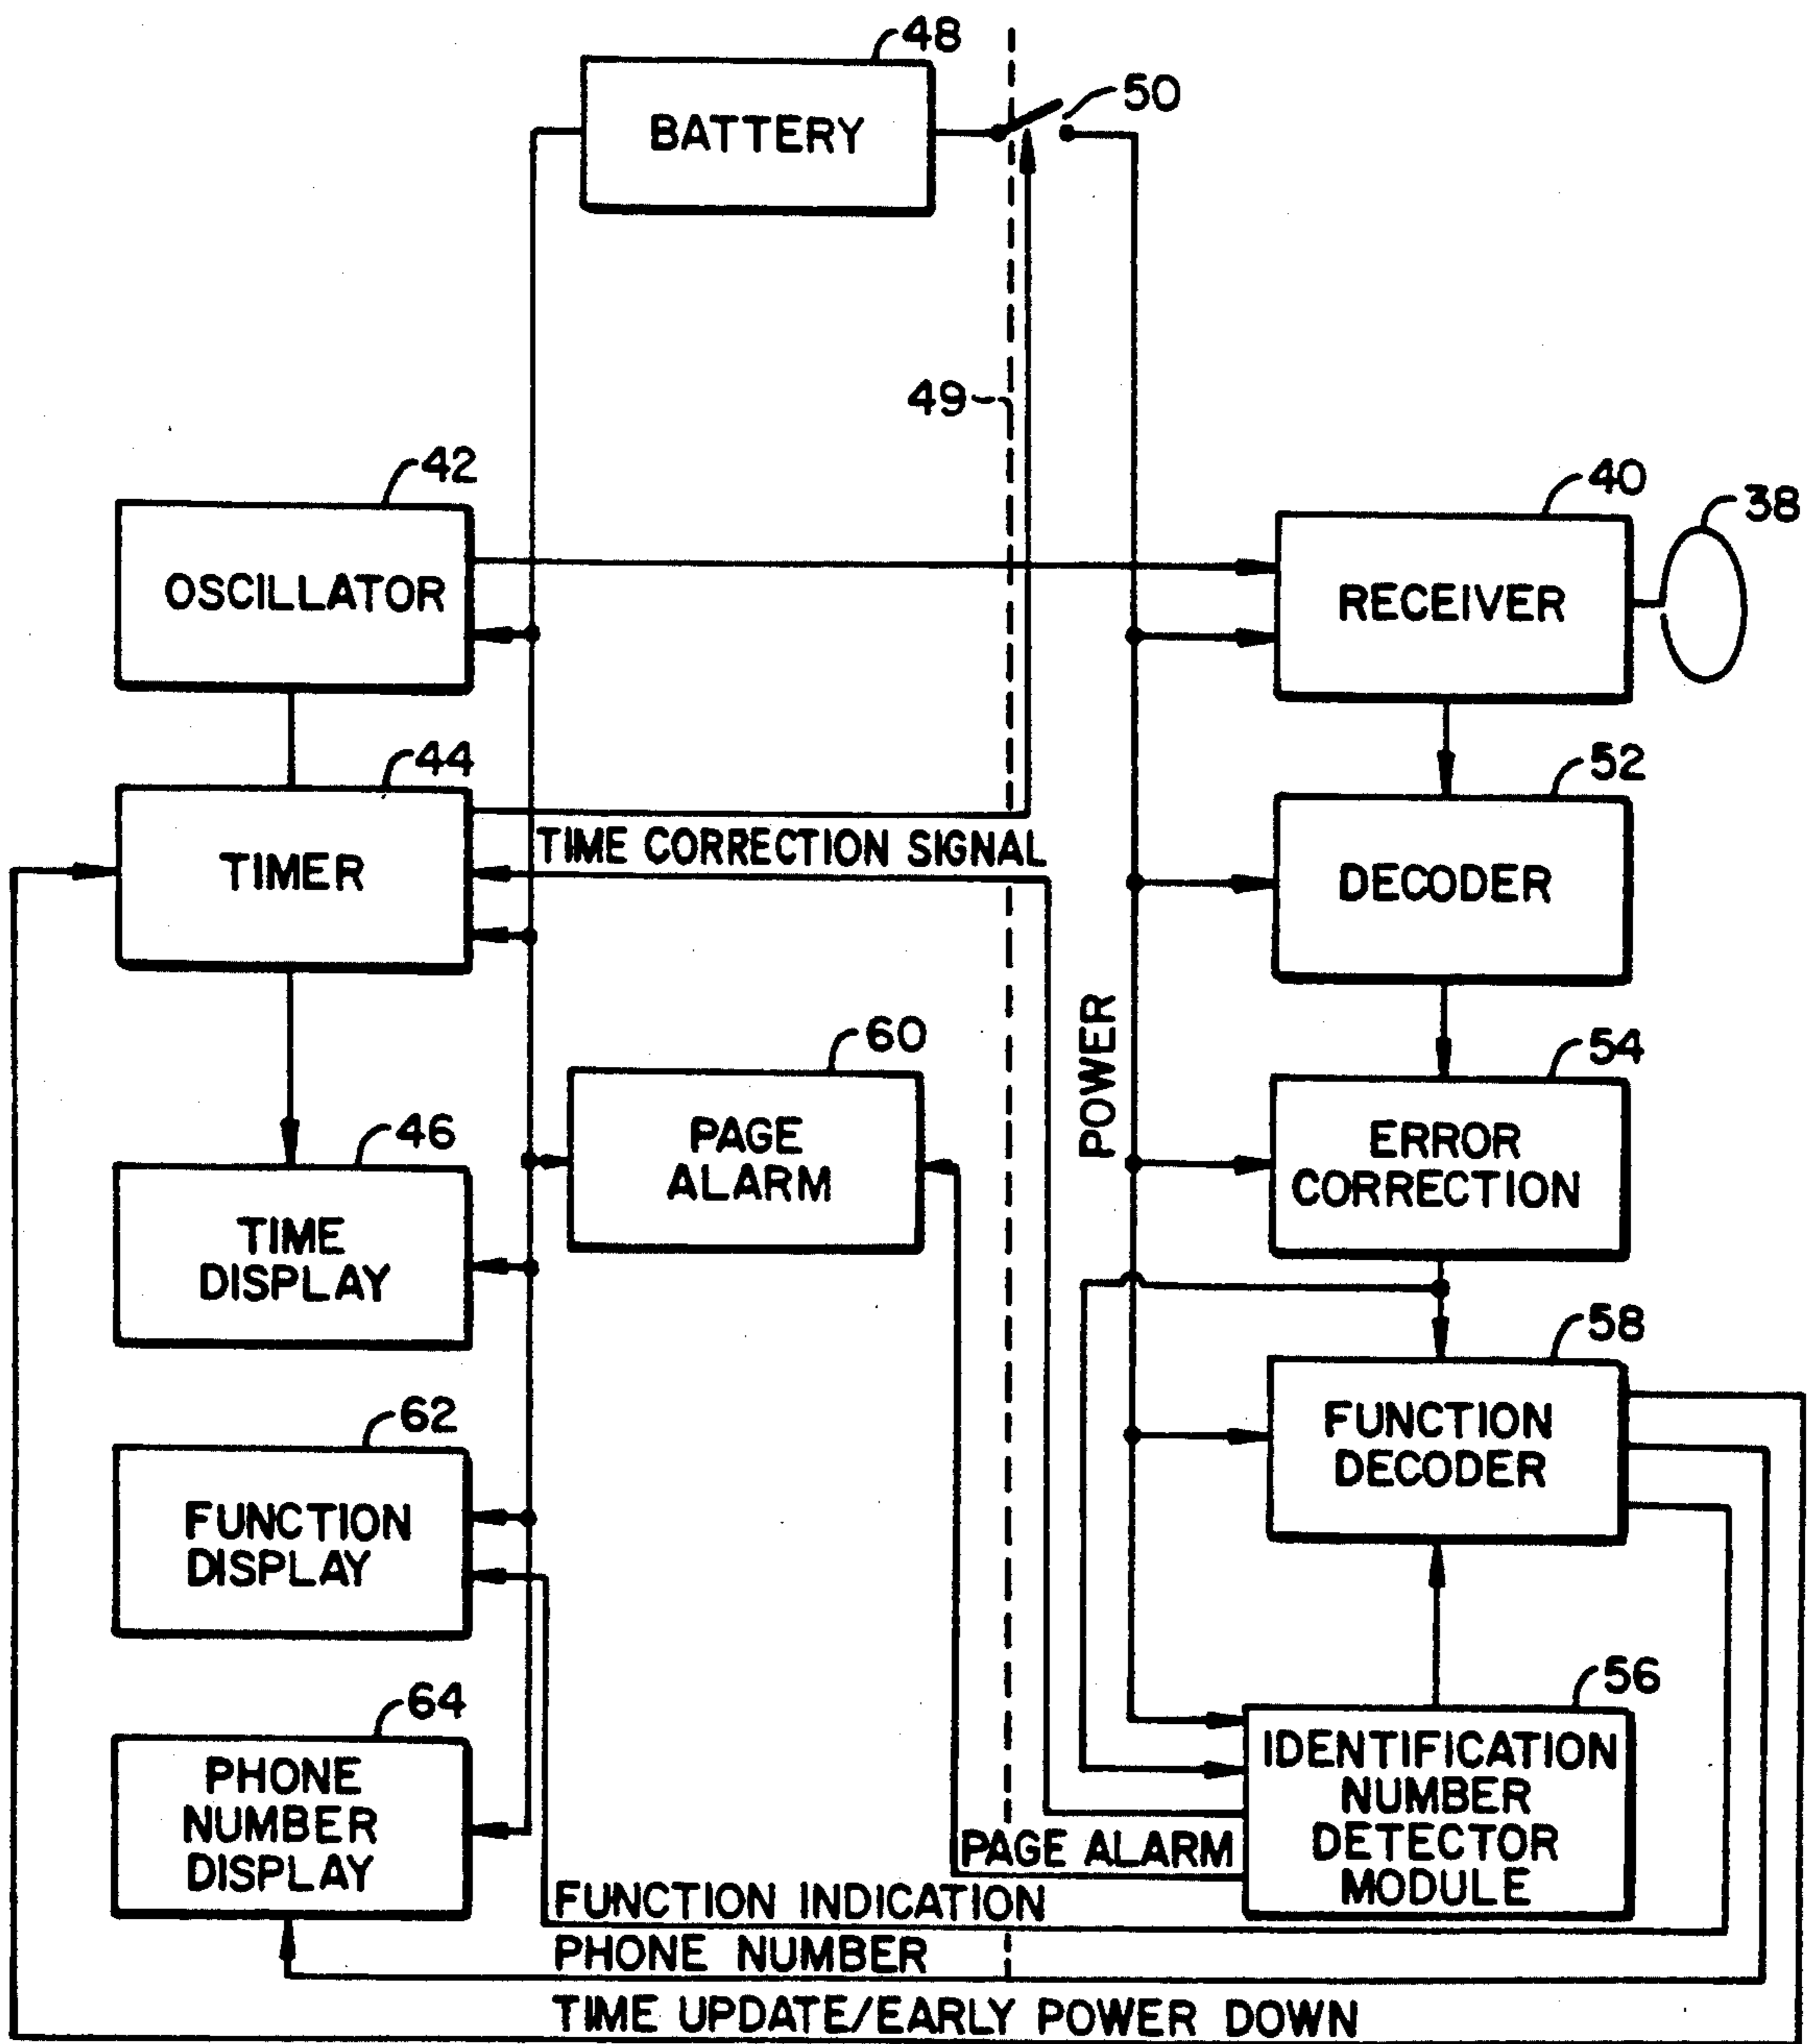 48
BATTERY
50
49
42
OSCILLATOR
40
38
RECEIVER
44
TIMER
TIME CORRECTION SIGNAL
52
DECODER
POWER
60
PAGE
ALARM
54
ERROR
CORRECTION
46
TIME
DISPLAY
58
FUNCTION
DECODER
62
FUNCTION
DISPLAY
64
PHONE
NUMBER
DISPLAY
56
IDENTIFICATION
NUMBER
DETECTOR
MODULE
PAGE ALARM
FUNCTION INDICATION
PHONE NUMBER
TIME UPDATE/EARLY POWER DOWN